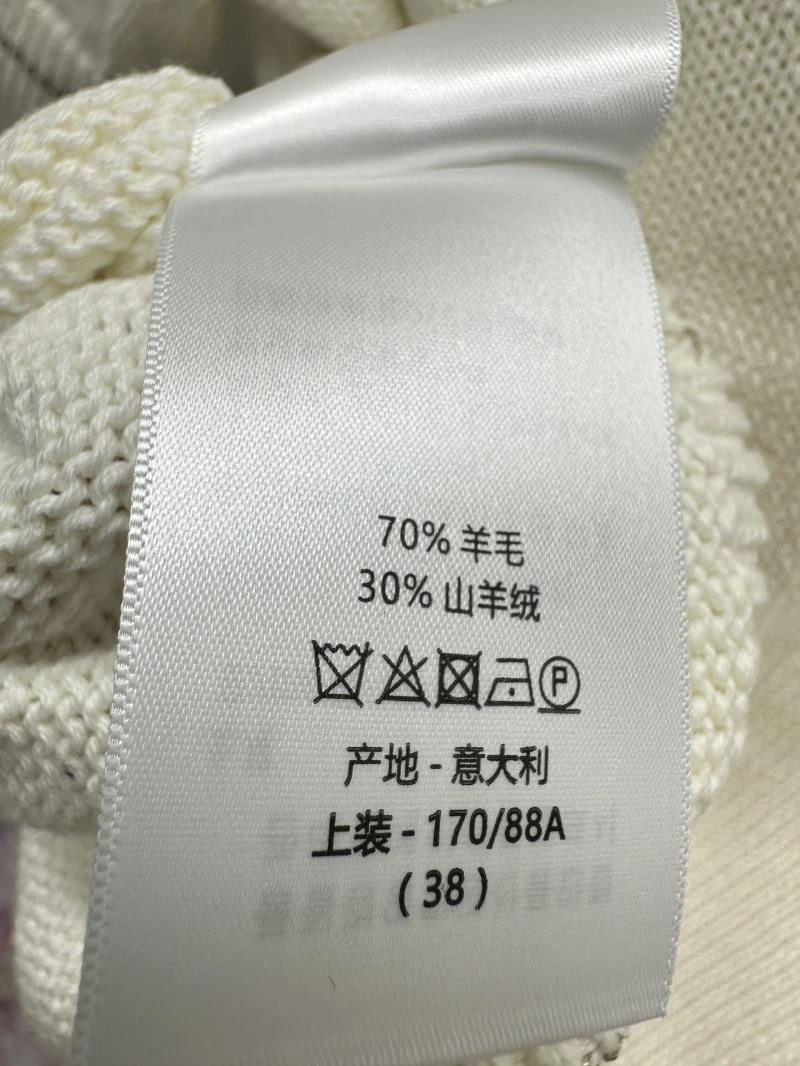 70% 羊毛
30% 山羊绒
P
产地 - 意大利
上装 - 170/88A
( 38 )